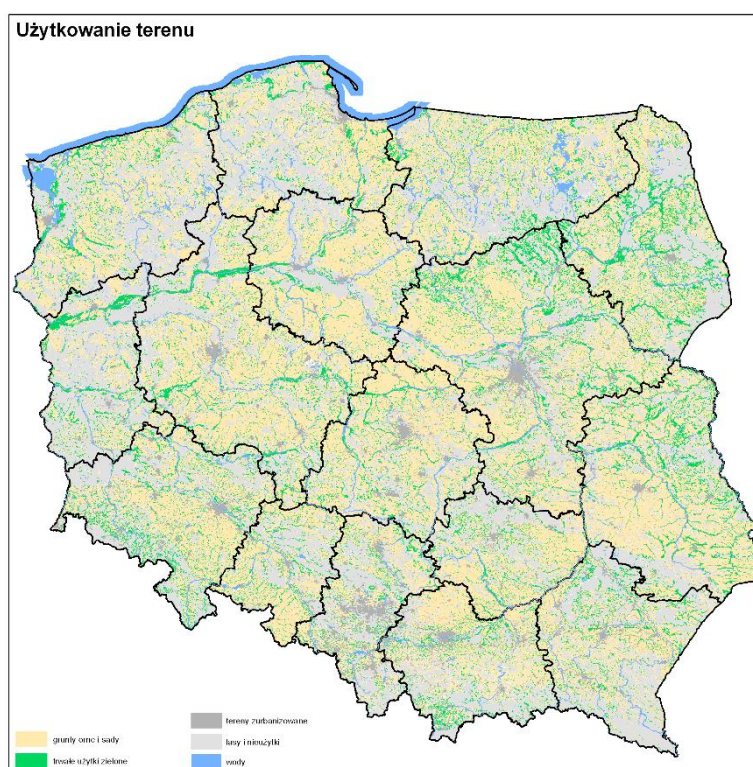 Użytkowanie terenu
grunty orne i sady
trwałe użytki zielone
tereny zurbanizowane
lasy i nieużytki
wody